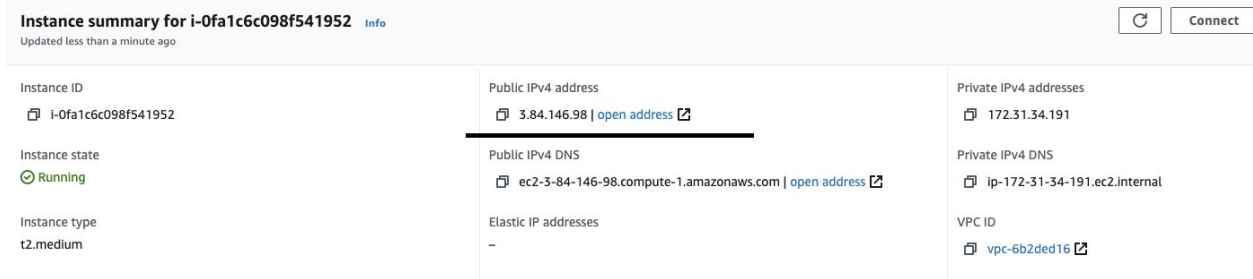 Instance summary for i-0fa1c6c098f541952 Info
Connect
Updated less than a minute ago
Instance ID
i-0fa1c6c098f541952
Public IPv4 address
3.84.146.98 | open address
Private IPv4 addresses
172.31.34.191
Instance state
Running
Public IPv4 DNS
ec2-3-84-146-98.compute-1.amazonaws.com | open address
Private IPv4 DNS
ip-172-31-34-191.ec2.internal
Instance type
t2.medium
Elastic IP addresses
–
VPC ID
vpc-6b2ded16